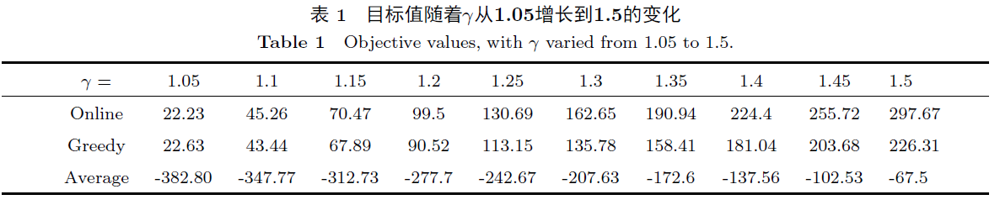 表 1 目标值随着γ从1.05增长到1.5的变化
Table 1 Objective values, with γ varied from 1.05 to 1.5.
γ = 1.05 1.1 1.15 1.2 1.25 1.3 1.35 1.4 1.45 1.5
Online 22.23 45.26 70.47 99.5 130.69 162.65 190.94 224.4 255.72 297.67
Greedy 22.63 43.44 67.89 90.52 113.15 135.78 158.41 181.04 203.68 226.31
Average -382.80 -347.77 -312.73 -277.7 -242.67 -207.63 -172.6 -137.56 -102.53 -67.5